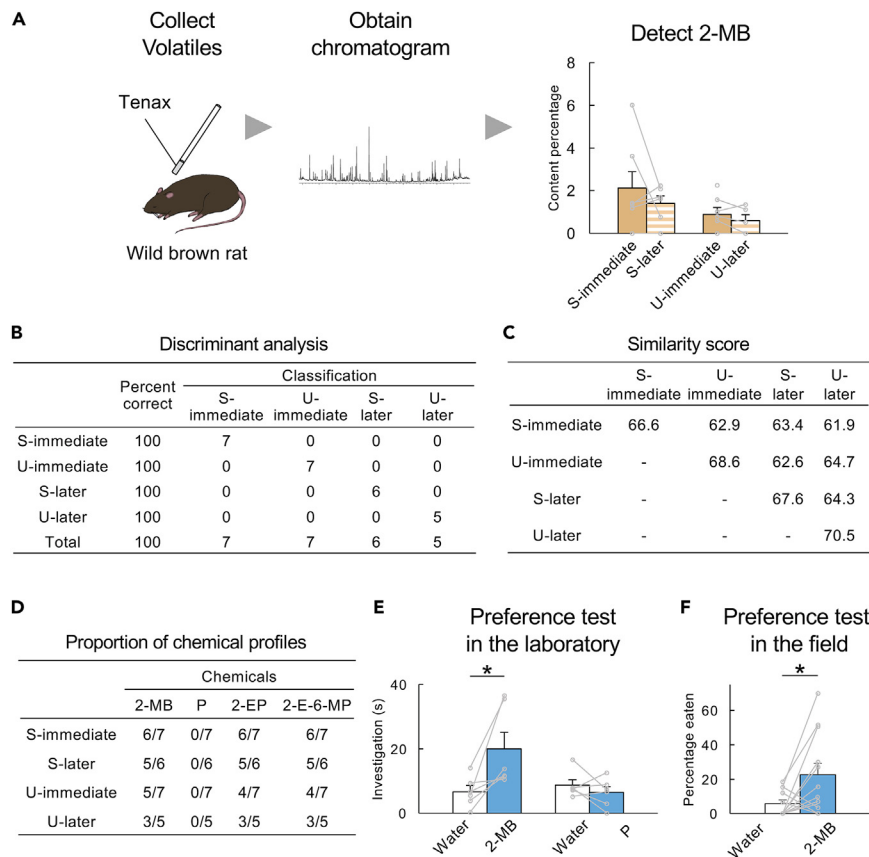 A
Collect
Volatiles
Obtain
chromatogram
Detect 2-MB
Tenax
Wild brown rat
Content percentage
8
6
4
2
0
S-immediate
S-later
U-immediate
U-later
B
Discriminant analysis
Percent
correct
Classification
S-
immediate
U-
immediate
S-
later
U-
later
S-immediate 100 7 0 0 0
U-immediate 100 0 7 0 0
S-later 100 0 0 6 0
U-later 100 0 0 0 5
Total 100 7 7 6 5
C
Similarity score
S-
immediate
U-
immediate
S-
later
U-
later
S-immediate 66.6 62.9 63.4 61.9
U-immediate - 68.6 62.6 64.7
S-later - - 67.6 64.3
U-later - - - 70.5
D
Proportion of chemical profiles
Chemicals
2-MB P 2-EP 2-E-6-MP
S-immediate 6/7 0/7 6/7 6/7
S-later 5/6 0/6 5/6 5/6
U-immediate 5/7 0/7 4/7 4/7
U-later 3/5 0/5 3/5 3/5
E
Preference test
in the laboratory
Investigation (s)
40
20
0
*
Water
2-MB
Water
P
F
Preference test
in the field
Percentage eaten
60
40
20
0
*
Water
2-MB